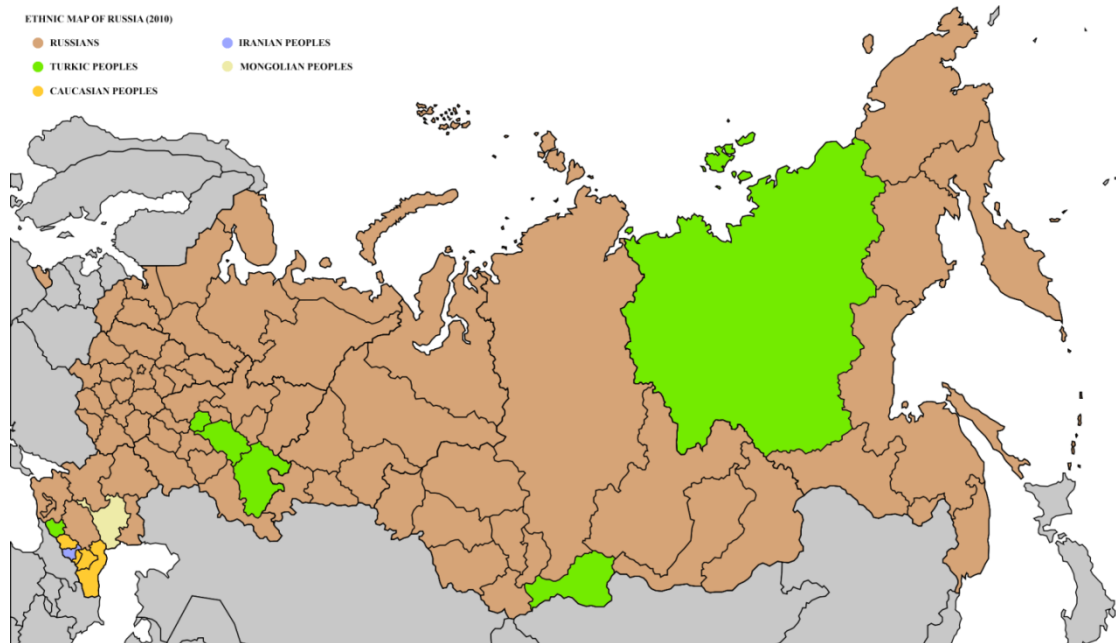 ETHNIC MAP OF RUSSIA (2010)
RUSSIANS
TURKIC PEOPLES
CAUCASIAN PEOPLES
IRANIAN PEOPLES
MONGOLIAN PEOPLES